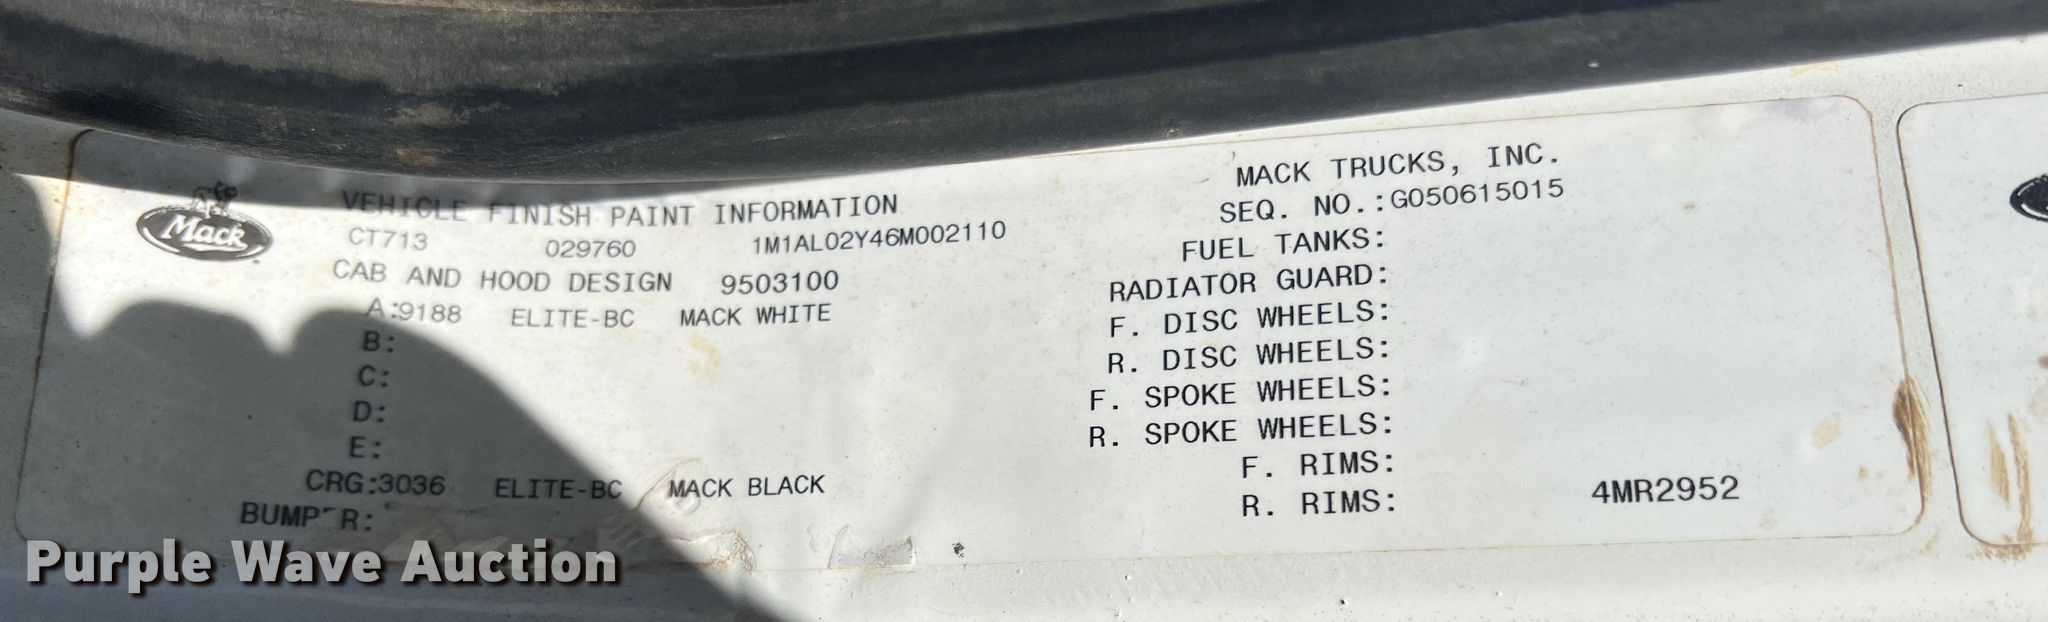 Mack
VEHICLE FINISH PAINT INFORMATION
CT713 029760 1M1AL02Y46M002110
CAB AND HOOD DESIGN 9503100
A:9188 ELITE-BC MACK WHITE
B:
C:
D:
E:
CRG:3036 ELITE-BC MACK BLACK
BUMPER:
MACK TRUCKS, INC.
SEQ. NO.:G050615015
FUEL TANKS:
RADIATOR GUARD:
F. DISC WHEELS:
R. DISC WHEELS:
F. SPOKE WHEELS:
R. SPOKE WHEELS:
F. RIMS:
R. RIMS: 4MR2952
Purple Wave Auction